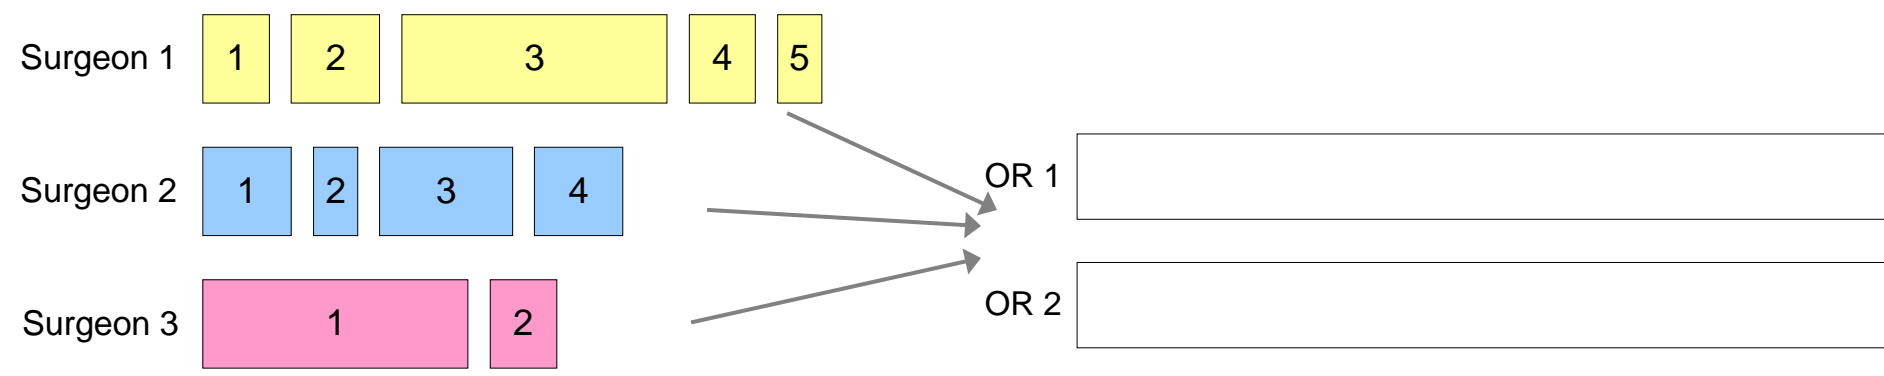 Surgeon 1 1 2 3 4 5
Surgeon 2 1 2 3 4
Surgeon 3 1 2
OR 1
OR 2